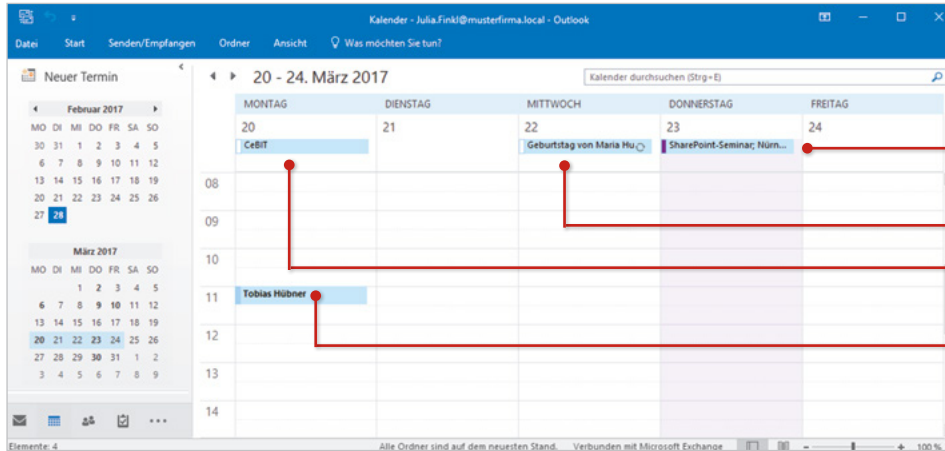 Kalender - Julia.Finkl@musterfirma.local - Outlook
Datei Start Senden/Empfangen Ordner Ansicht Was möchten Sie tun?
Neuer Termin
Februar 2017
MO DI MI DO FR SA SO
30 31 1 2 3 4 5
6 7 8 9 10 11 12
13 14 15 16 17 18 19
20 21 22 23 24 25 26
27 28
März 2017
MO DI MI DO FR SA SO
1 2 3 4 5
6 7 8 9 10 11 12
13 14 15 16 17 18 19
20 21 22 23 24 25 26
27 28 29 30 31 1 2
3 4 5 6 7 8 9
20 - 24. März 2017
Kalender durchsuchen (Strg+E)
MONTAG DIENSTAG MITTWOCH DONNERSTAG FREITAG
20 21 22 23 24
CeBIT Geburtstag von Maria Hu SharePoint-Seminar; Nürn...
08
09
10
11 Tobias Hübner
12
13
14
Elemente: 4 Alle Ordner sind auf dem neuesten Stand. Verbunden mit Microsoft Exchange 100 %